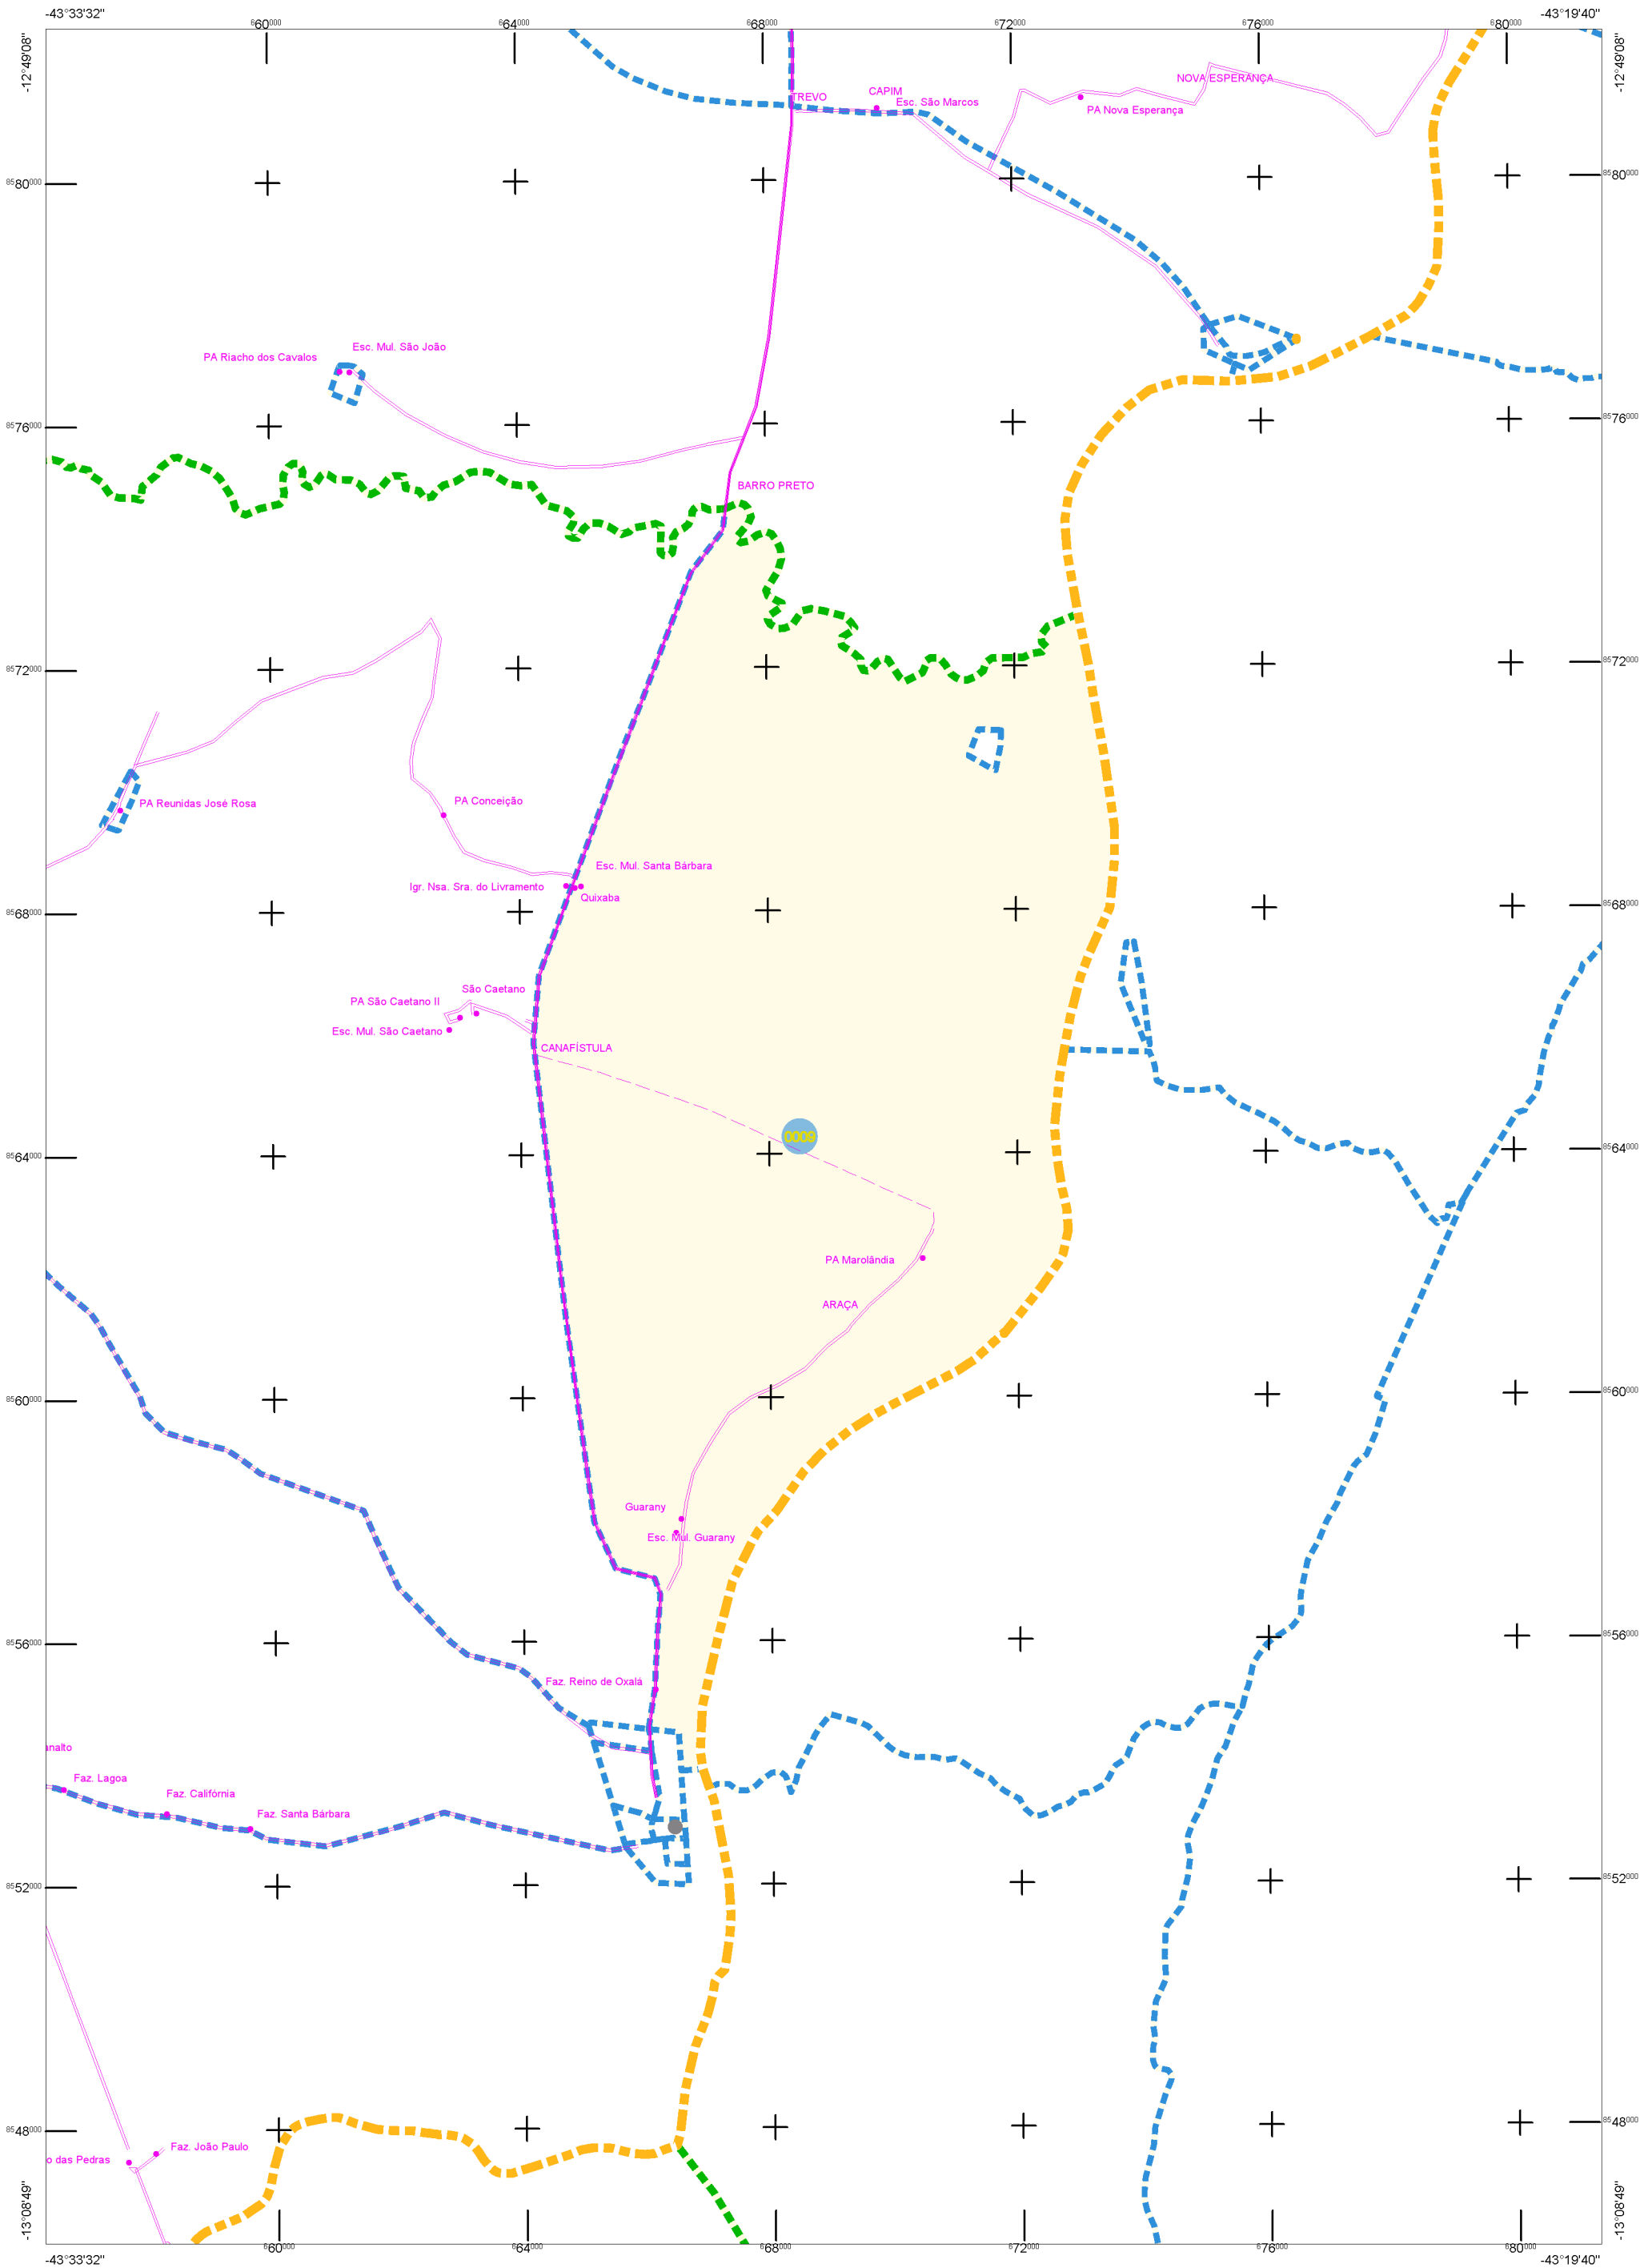 -43°33'32" -43°19'40"
660000 664000 668000 672000 676000 680000
-12°49'08" -12°49'08"
NOVA ESPERANÇA
CAPIM
TREVO
Esc. São Marcos
PA Nova Esperança
8580000 8580000
Esc. Mul. São João
PA Riacho dos Cavalos
8576000 8576000
BARRO PRETO
8572000 8572000
PA Conceição
PA Reunidas José Rosa
Esc. Mul. Santa Bárbara
Igr. Nsa. Sra. do Livramento
Quixaba
8568000 8568000
São Caetano
PA São Caetano II
Esc. Mul. São Caetano
CANAFÍSTULA
0009
8564000 8564000
PA Marolândia
ARAÇA
8560000 8560000
Guarany
Esc. Mul. Guarany
8556000 8556000
Faz. Reino de Oxalá
analto
Faz. Lagoa
Faz. Califórnia
Faz. Santa Bárbara
8552000 8552000
8548000 8548000
Faz. João Paulo
o das Pedras
-13°08'49" -13°08'49"
660000 664000 668000 672000 676000 680000
-43°33'32" -43°19'40"